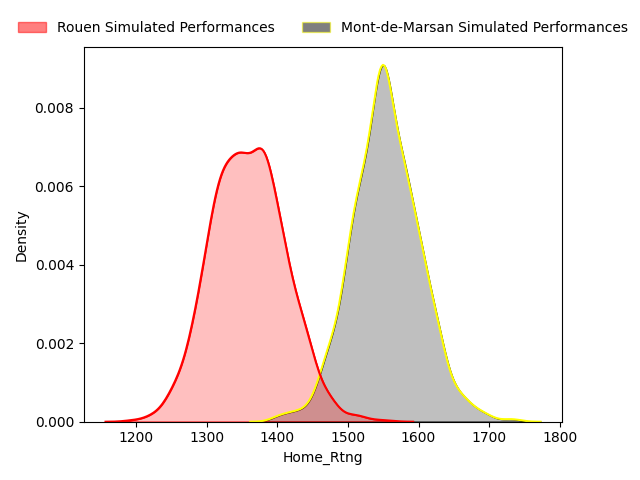 Rouen Simulated Performances Mont-de-Marsan Simulated Performances
0.008
0.006
0.004
0.002
0.000
Density
1200 1300 1400 1500 1600 1700 1800
Home_Rtng